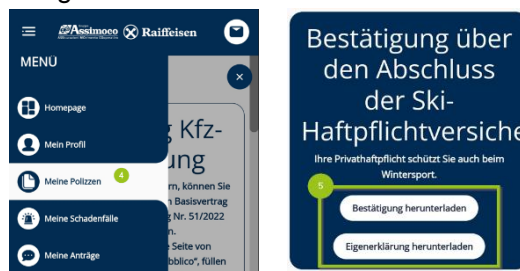 Assimoco Raiffeisen
MENÜ
Homepage
Mein Profil
Meine Polizzen 4
Meine Schadenfälle
Meine Anträge
Kfz-
ung
rn, können Sie
n Basisvertrag
g Nr. 51/2022
n.
e Seite von
bblico“, füllen
Bestätigung über
den Abschluss
der Ski-
Haftpflichtversiche
Ihre Privathaftpflicht schützt Sie auch beim
Wintersport.
5
Bestätigung herunterladen
Eigenerklärung herunterladen